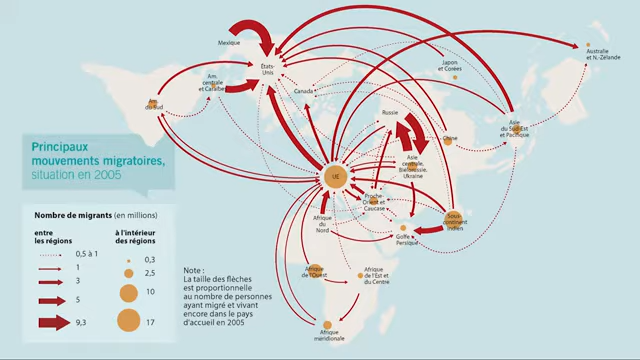 Mexique
États-
Unis
Australie
et N.-Zélande
Japon
et Corées
Am.
centrale
et Caraïbes
Canada
Am.
du Sud
Russie
Chine
Asie
du Sud-Est
et Pacifique
Principaux
mouvements migratoires,
situation en 2005
Asie
centrale,
Biélorussie,
Ukraine
UE
Proche-
Orient et
Caucase
Sous-
continent
indien
Afrique
du Nord
Golfe
Persique
Afrique
de l'Ouest
Afrique
de l'Est et
du Centre
Afrique
méridionale
Nombre de migrants (en millions)
entre
les régions
à l'intérieur
des régions
0,5 à 1
0,3
1
2,5
3
10
5
17
9,3
Note :
La taille des flèches
est proportionnelle
au nombre de personnes
ayant migré et vivant
encore dans le pays
d'accueil en 2005